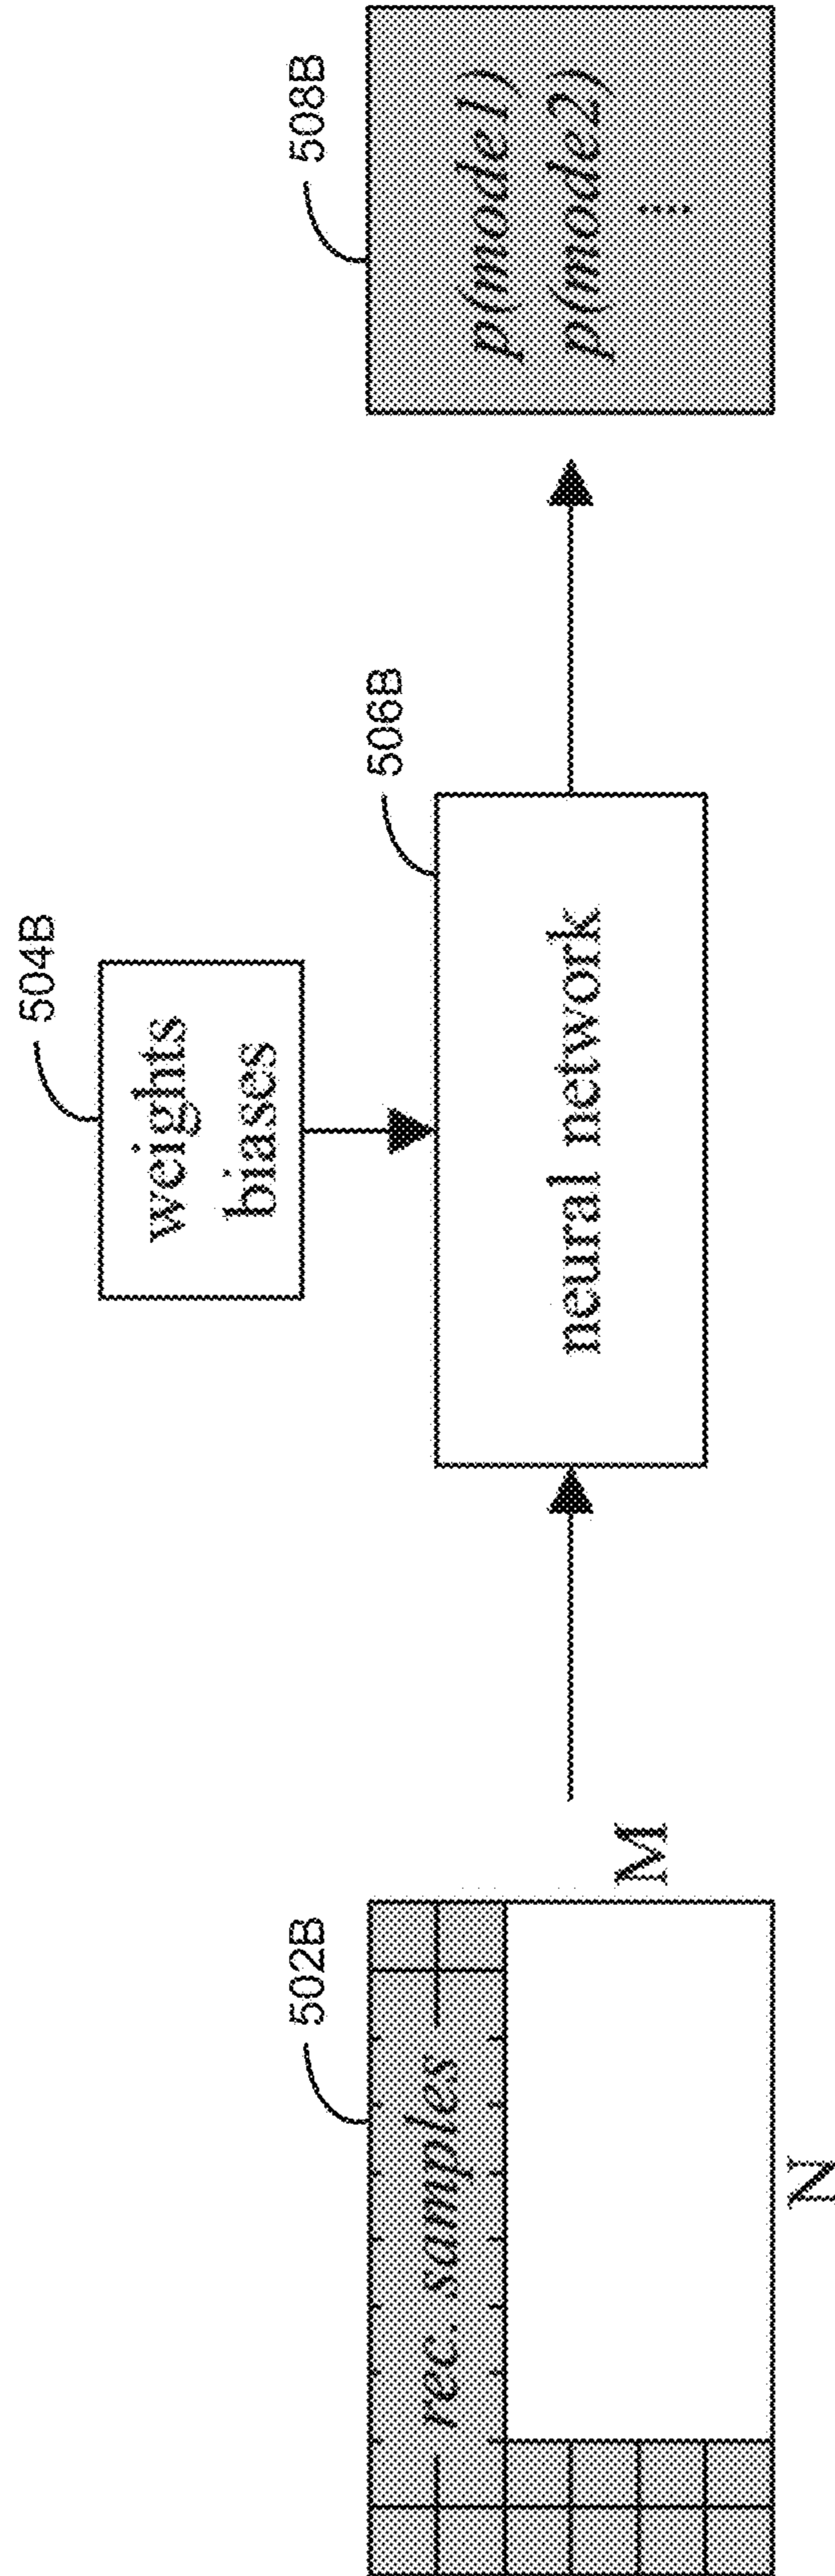 502B
rec. samples
M
N
504B
weights
biases
506B
neural network
508B
p(mode1)
p(mode2)
....